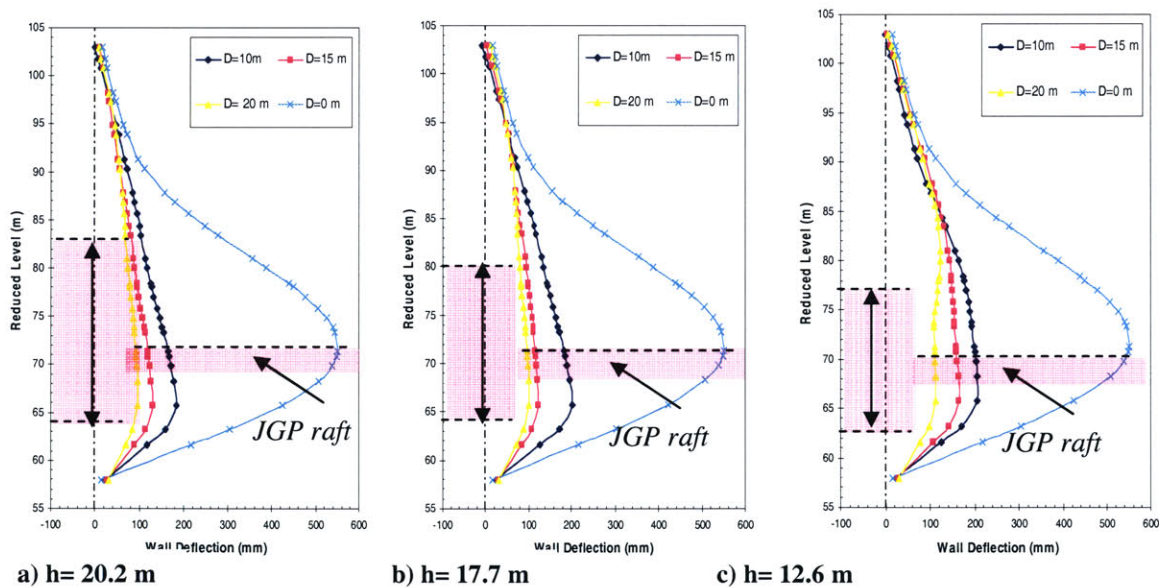 105
100
95
90
85
80
75
70
65
60
55
Reduced Level (m)
D=10m
D=15 m
D= 20 m
D=0 m
JGP raft
-100 0 100 200 300 400 500 600
Wall Deflection (mm)
a) h= 20.2 m
105
100
95
90
85
80
75
70
65
60
55
Reduced Level (m)
D=10m
D=15 m
D=20 m
D=0 m
JGP raft
-100 0 100 200 300 400 500 600
Wall Deflection (mm)
b) h= 17.7 m
105
100
95
90
85
80
75
70
65
60
55
Reduced Level (m)
D=10m
D=15 m
D=20 m
D=0 m
JGP raft
-100 0 100 200 300 400 500 600
Wall Deflection (mm)
c) h= 12.6 m